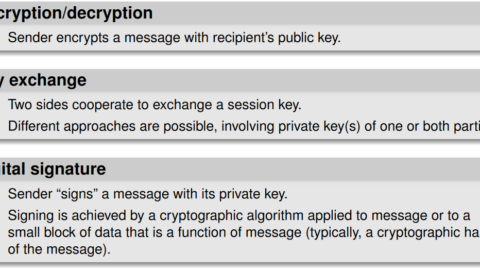 cryption/decryption
Sender encrypts a message with recipient's public key.
y exchange
Two sides cooperate to exchange a session key.
Different approaches are possible, involving private key(s) of one or both parti
ital signature
Sender “signs” a message with its private key.
Signing is achieved by a cryptographic algorithm applied to message or to a
small block of data that is a function of message (typically, a cryptographic ha
of the message).